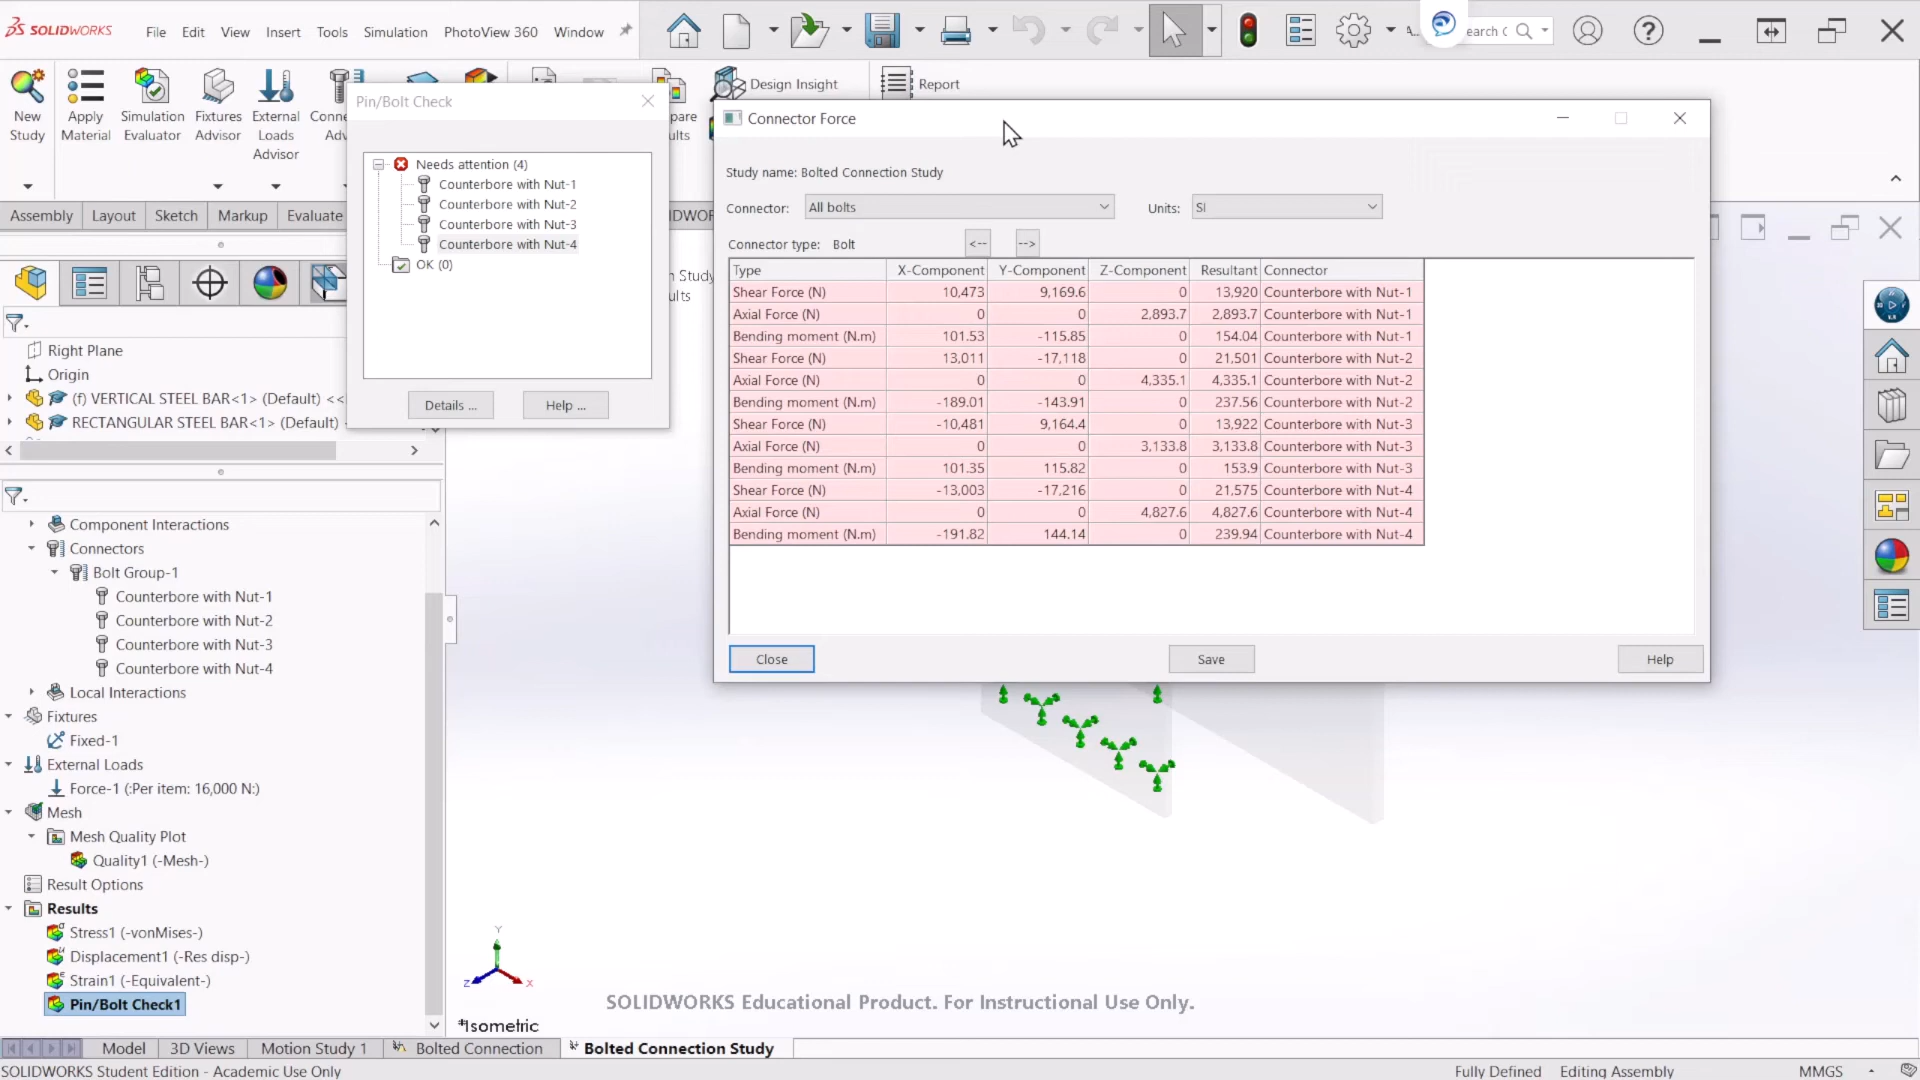 SOLIDWORKS
File Edit View Insert Tools Simulation PhotoView 360 Window
New Study
Apply Material
Simulation Evaluator
Fixtures Advisor
External Loads Advisor
Design Insight
Report
Assembly Layout Sketch Markup Evaluate
Pin/Bolt Check
Needs attention (4)
Counterbore with Nut-1
Counterbore with Nut-2
Counterbore with Nut-3
Counterbore with Nut-4
OK (0)
Details ... Help ...
Connector Force
Study name: Bolted Connection Study
Connector: All bolts Units: SI
Connector type: Bolt <-- -->
Type X-Component Y-Component Z-Component Resultant Connector
Shear Force (N) 10,473 9,169.6 0 13,920 Counterbore with Nut-1
Axial Force (N) 0 0 2,893.7 2,893.7 Counterbore with Nut-1
Bending moment (N.m) 101.53 -115.85 0 154.04 Counterbore with Nut-1
Shear Force (N) 13,011 -17,118 0 21,501 Counterbore with Nut-2
Axial Force (N) 0 0 4,335.1 4,335.1 Counterbore with Nut-2
Bending moment (N.m) -189.01 -143.91 0 237.56 Counterbore with Nut-2
Shear Force (N) -10,481 9,164.4 0 13,922 Counterbore with Nut-3
Axial Force (N) 0 0 3,133.8 3,133.8 Counterbore with Nut-3
Bending moment (N.m) 101.35 115.82 0 153.9 Counterbore with Nut-3
Shear Force (N) -13,003 -17,216 0 21,575 Counterbore with Nut-4
Axial Force (N) 0 0 4,827.6 4,827.6 Counterbore with Nut-4
Bending moment (N.m) -191.82 144.14 0 239.94 Counterbore with Nut-4
Close Save Help
Right Plane
Origin
(f) VERTICAL STEEL BAR<1> (Default) <<
RECTANGULAR STEEL BAR<1> (Default)
Component Interactions
Connectors
Bolt Group-1
Counterbore with Nut-1
Counterbore with Nut-2
Counterbore with Nut-3
Counterbore with Nut-4
Local Interactions
Fixtures
Fixed-1
External Loads
Force-1 (:Per item: 16,000 N:)
Mesh
Mesh Quality Plot
Quality1 (-Mesh-)
Result Options
Results
Stress1 (-vonMises-)
Displacement1 (-Res disp-)
Strain1 (-Equivalent-)
Pin/Bolt Check1
Y
Z X
*Isometric
SOLIDWORKS Educational Product. For Instructional Use Only.
Model 3D Views Motion Study 1 Bolted Connection Bolted Connection Study
SOLIDWORKS Student Edition - Academic Use Only Fully Defined Editing Assembly MMGS